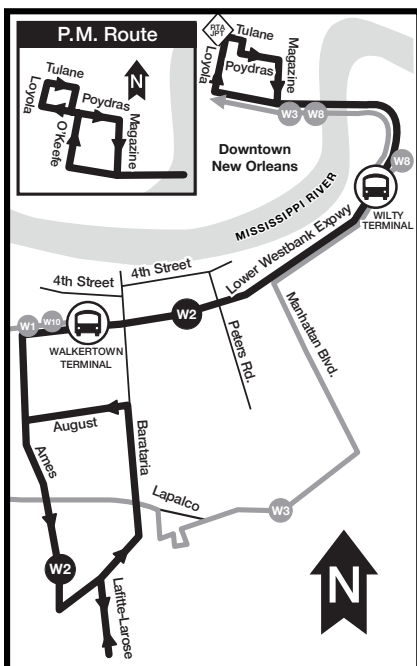 P.M. Route
Tulane
Loyola
Poydras
O'Keefe
Magazine
N
RTA
JPT
Tulane
Loyola
Poydras
Magazine
W3
W8
W8
Downtown
New Orleans
MISSISSIPPI RIVER
WILTY
TERMINAL
Lower Westbank Expwy
4th Street
4th Street
W2
W1
W10
WALKERTOWN
TERMINAL
Peters Rd.
Manhattan Blvd.
August
Barataria
Ames
Lapalco
W3
W2
Lafitte-Larose
N